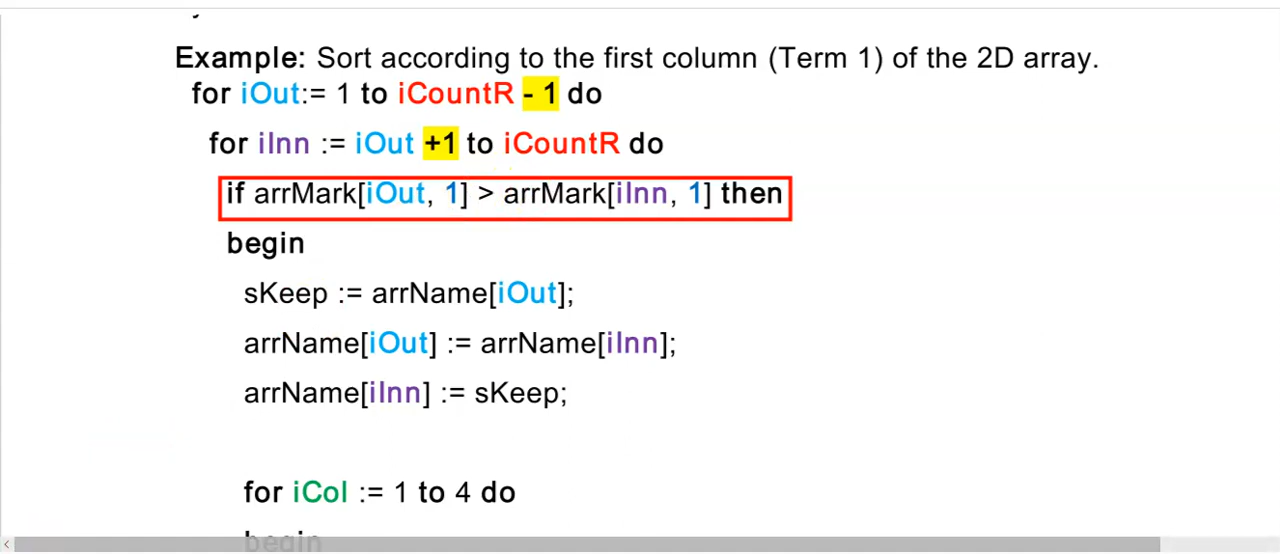 Example: Sort according to the first column (Term 1) of the 2D array.
for iOut:= 1 to iCountR - 1 do
for iInn := iOut +1 to iCountR do
if arrMark[iOut, 1] > arrMark[iInn, 1] then
begin
sKeep := arrName[iOut];
arrName[iOut] := arrName[iInn];
arrName[iInn] := sKeep;
for iCol := 1 to 4 do
begin